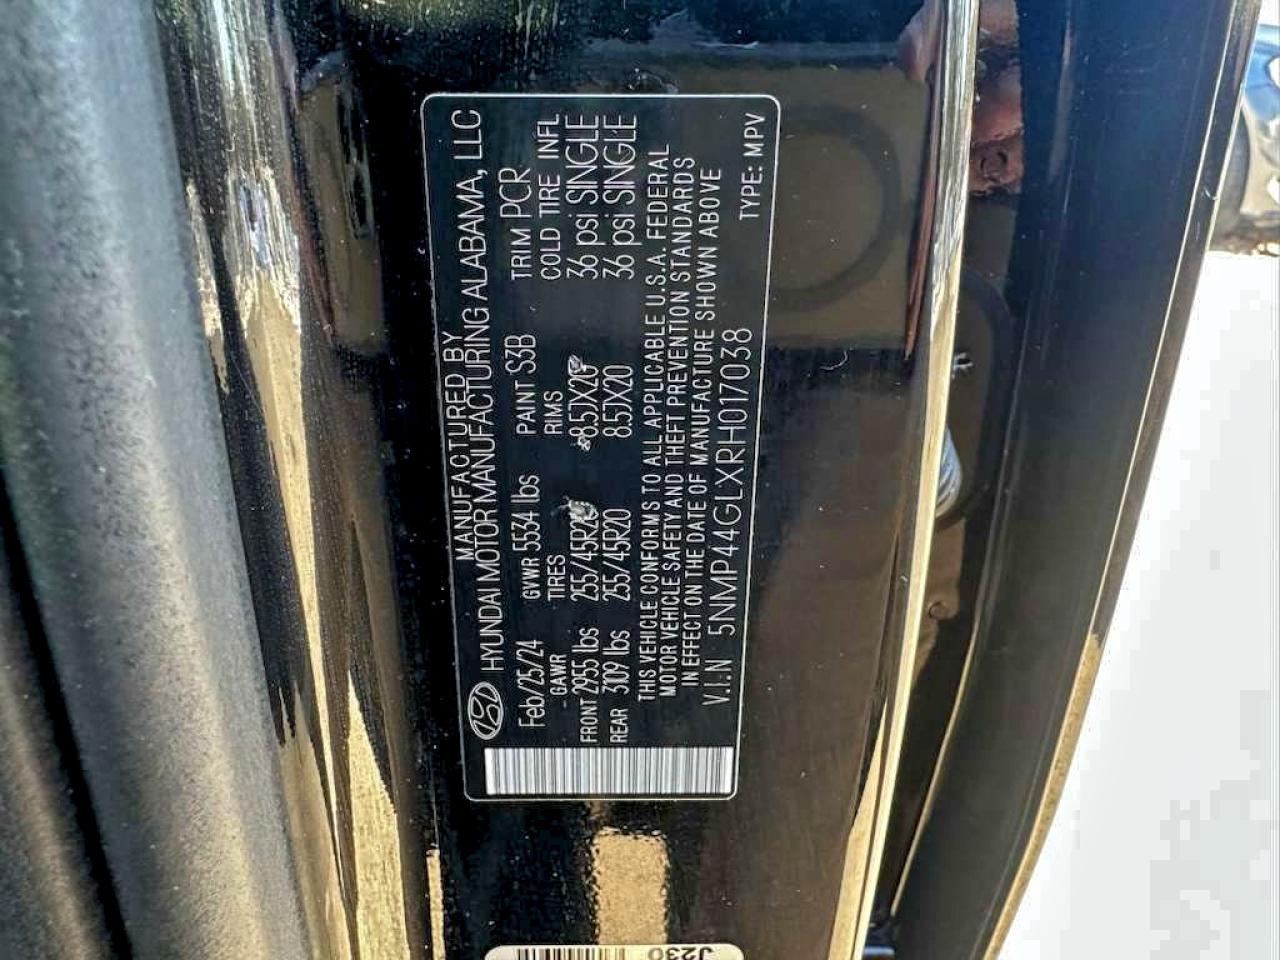 MANUFACTURED BY
HYUNDAI MOTOR MANUFACTURING ALABAMA, LLC
Feb/25/24 GVWR 5534 lbs PAINT S3B TRIM PCR
GAWR TIRES RIMS COLD TIRE INFL
FRONT 2955 lbs 255/45R20 8.5JX20 36 psi SINGLE
REAR 3109 lbs 255/45R20 8.5JX20 36 psi SINGLE
THIS VEHICLE CONFORMS TO ALL APPLICABLE U.S.A. FEDERAL
MOTOR VEHICLE SAFETY AND THEFT PREVENTION STANDARDS
IN EFFECT ON THE DATE OF MANUFACTURE SHOWN ABOVE
V.I.N 5NMP44GLXRH017038 TYPE: MPV
J230